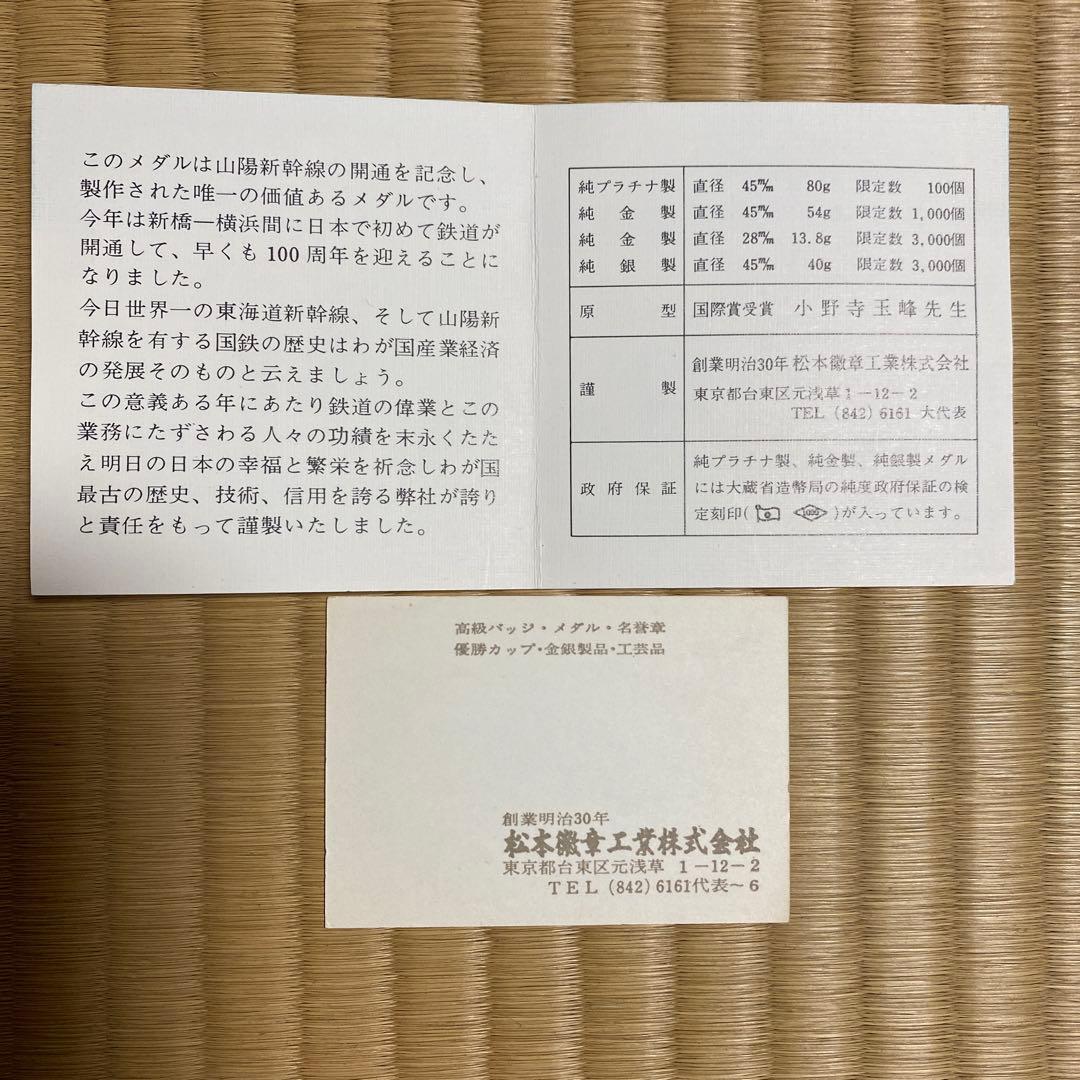 このメダルは山陽新幹線の開通を記念し、
製作された唯一の価値あるメダルです。
今年は新橋―横浜間に日本で初めて鉄道が
開通して、早くも100周年を迎えることに
なりました。
今日世界一の東海道新幹線、そして山陽新
幹線を有する国鉄の歴史はわが国産業経済
の発展そのものと云えましょう。
この意義ある年にあたり鉄道の偉業とこの
業務にたずさわる人々の功績を末永くたた
え明日の日本の幸福と繁栄を祈念しわが国
最古の歴史、技術、信用を誇る弊社が誇り
と責任をもって謹製いたしました。
純プラチナ製 直径 45m/m 80g 限定数 100個
純金製 直径 45m/m 54g 限定数 1,000個
純金製 直径 28m/m 13.8g 限定数 3,000個
純銀製 直径 45m/m 40g 限定数 3,000個
原型 国際賞受賞 小野寺玉峰先生
謹製 創業明治30年 松本徽章工業株式会社
東京都台東区元浅草1－12－2
TEL (842) 6161 大代表
政府保証 純プラチナ製、純金製、純銀製メダル
には大蔵省造幣局の純度政府保証の検
定刻印( 1000 )が入っています。
高級バッジ・メダル・名誉章
優勝カップ・金銀製品・工芸品
創業明治30年
松本徽章工業株式会社
東京都台東区元浅草 1－12－2
TEL (842) 6161代表～6